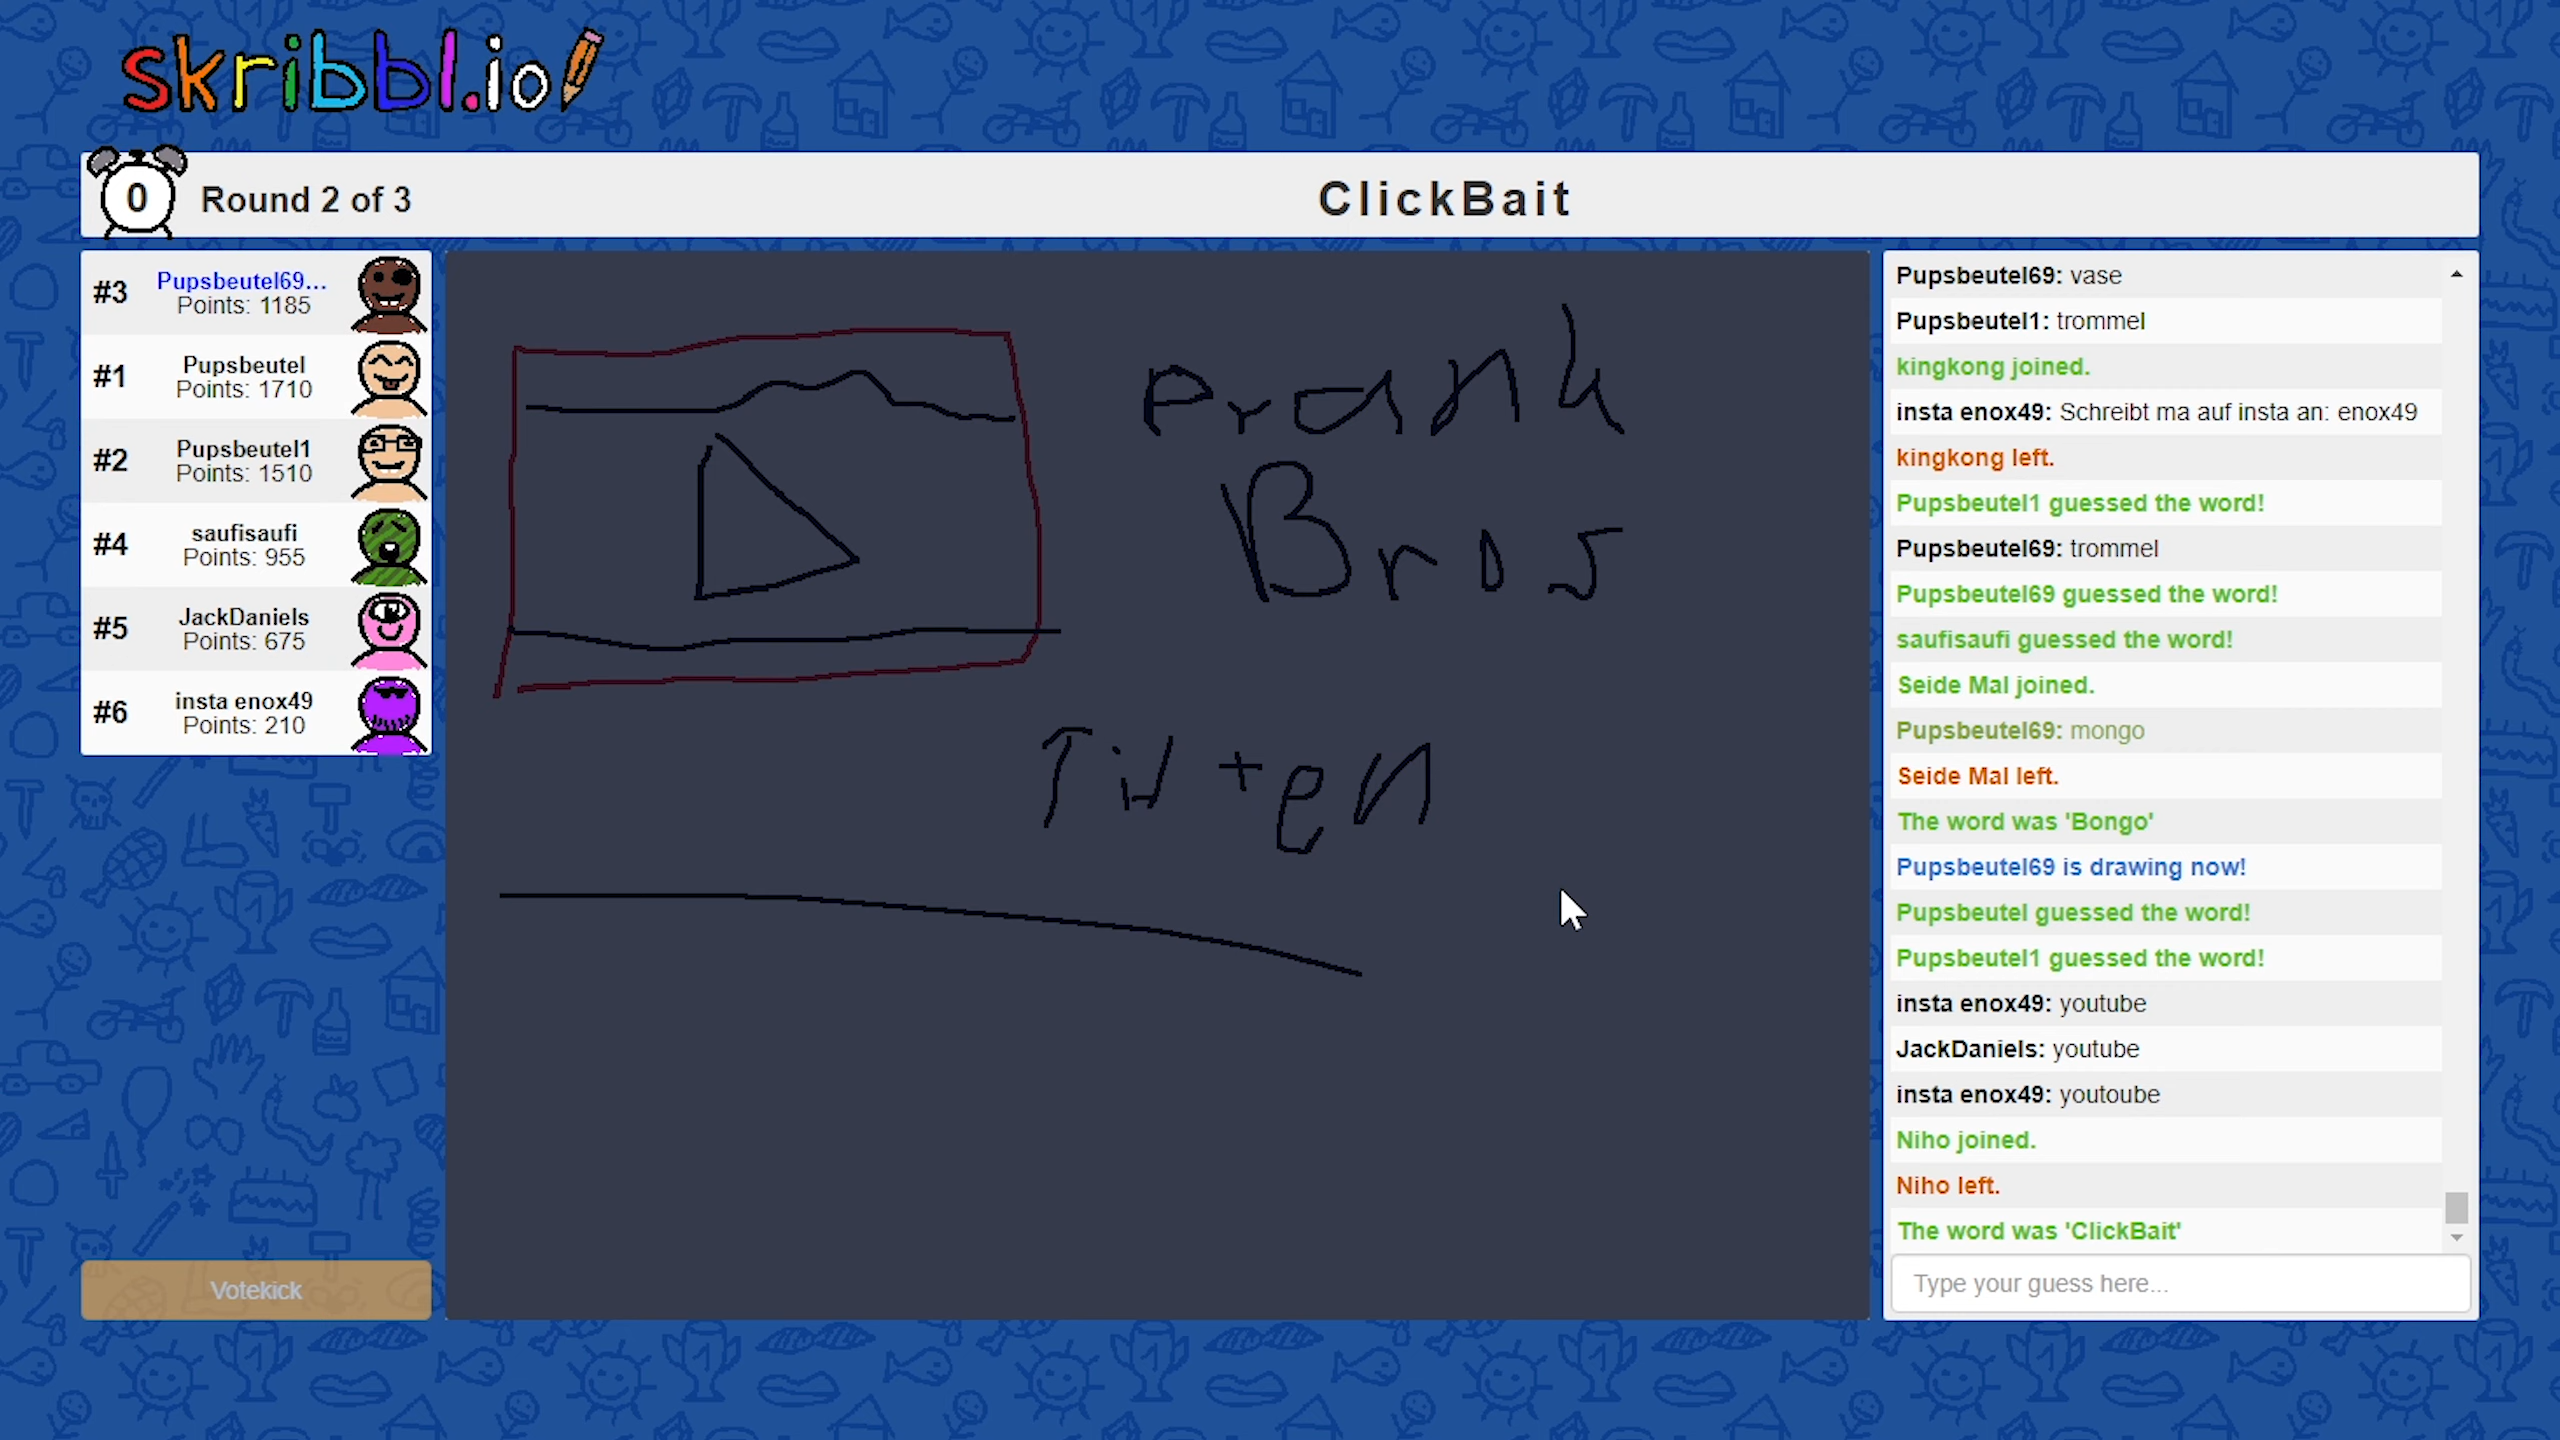 skribbl.io
0
Round 2 of 3
ClickBait
#3
Pupsbeutel69...
Points: 1185
#1
Pupsbeutel
Points: 1710
#2
Pupsbeutel1
Points: 1510
#4
saufisaufi
Points: 955
#5
JackDaniels
Points: 675
#6
insta enox49
Points: 210
Votekick
Prank
Bros
Titten
Pupsbeutel69: vase
Pupsbeutel1: trommel
kingkong joined.
insta enox49: Schreibt ma auf insta an: enox49
kingkong left.
Pupsbeutel1 guessed the word!
Pupsbeutel69: trommel
Pupsbeutel69 guessed the word!
saufisaufi guessed the word!
Seide Mal joined.
Pupsbeutel69: mongo
Seide Mal left.
The word was 'Bongo'
Pupsbeutel69 is drawing now!
Pupsbeutel guessed the word!
Pupsbeutel1 guessed the word!
insta enox49: youtube
JackDaniels: youtube
insta enox49: youtoube
Niho joined.
Niho left.
The word was 'ClickBait'
Type your guess here...